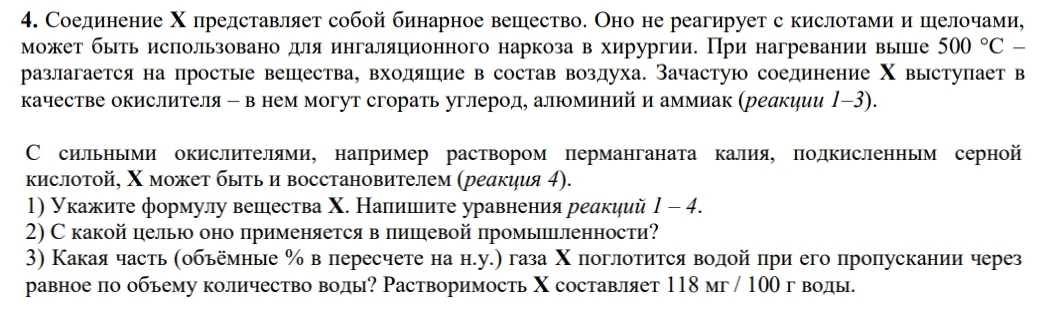 4. Соединение X представляет собой бинарное вещество. Оно не реагирует с кислотами и щелочами,
может быть использовано для ингаляционного наркоза в хирургии. При нагревании выше 500 °С –
разлагается на простые вещества, входящие в состав воздуха. Зачастую соединение X выступает в
качестве окислителя – в нем могут сгорать углерод, алюминий и аммиак (реакции 1–3).
С сильными окислителями, например раствором перманганата калия, подкисленным серной
кислотой, X может быть и восстановителем (реакция 4).
1) Укажите формулу вещества X. Напишите уравнения реакций 1 – 4.
2) С какой целью оно применяется в пищевой промышленности?
3) Какая часть (объёмные % в пересчете на н.у.) газа X поглотится водой при его пропускании через
равное по объему количество воды? Растворимость X составляет 118 мг / 100 г воды.